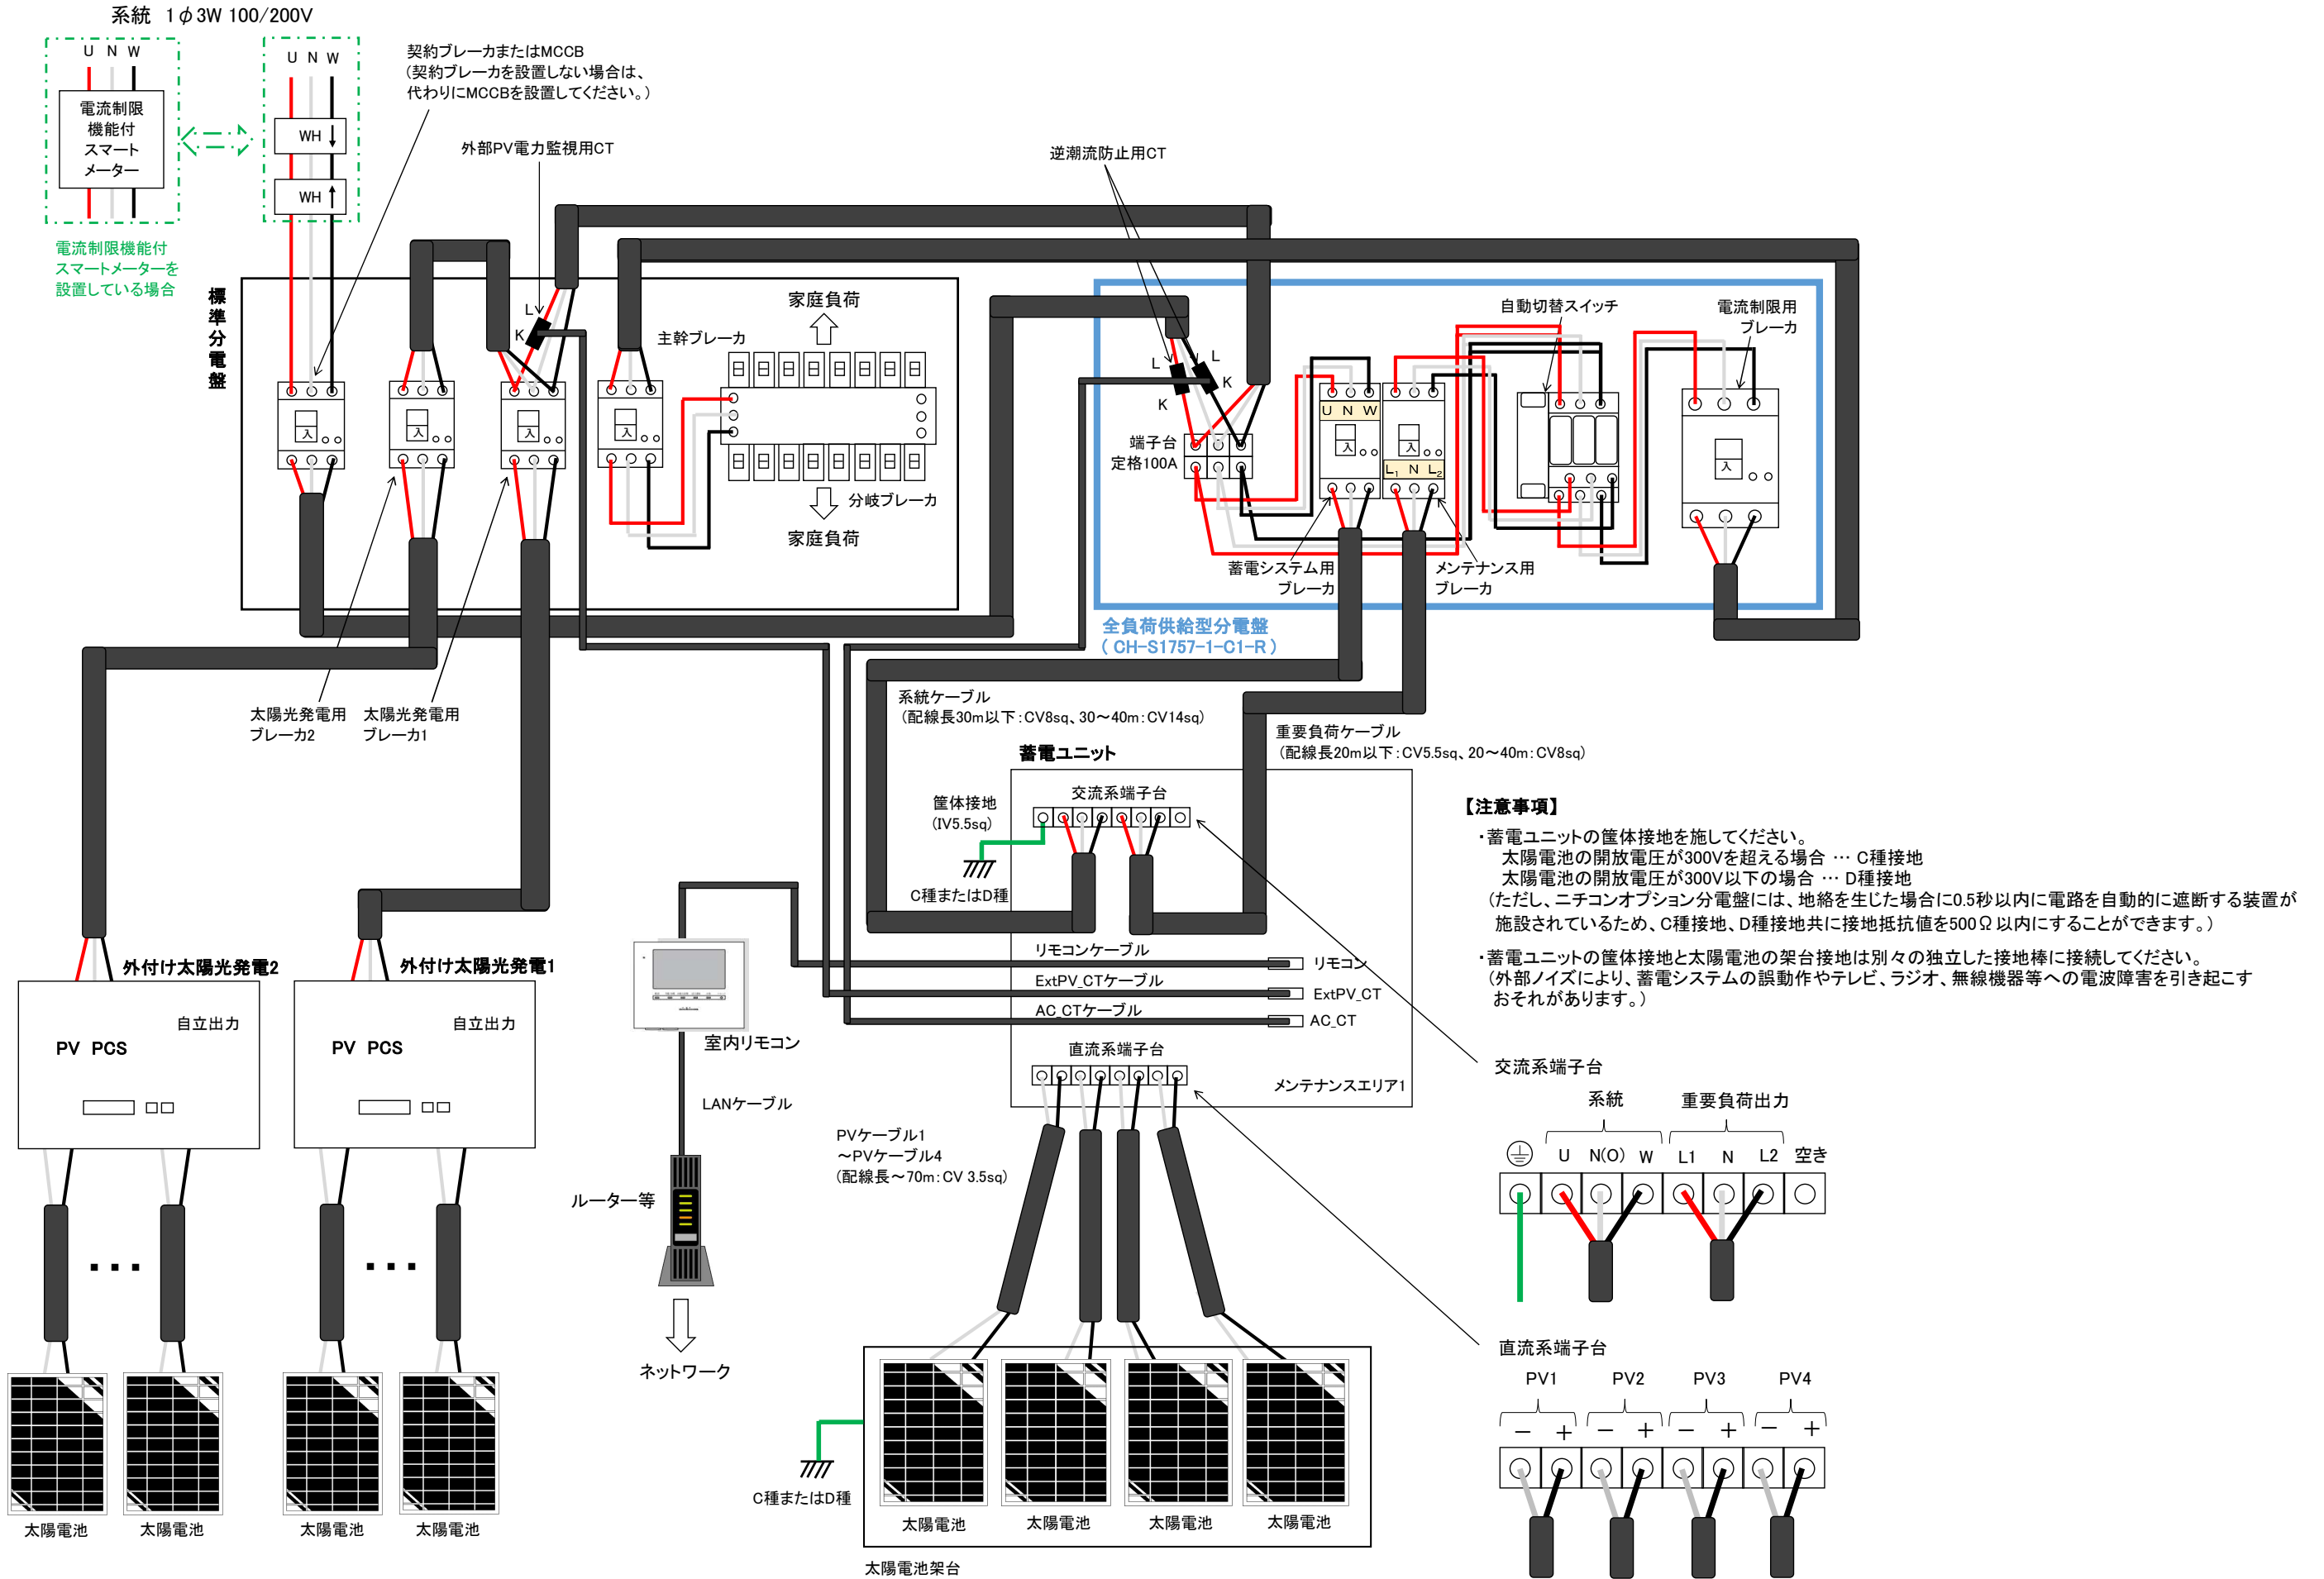 系統 1φ3W 100/200V
U N W
電流制限
機能付
スマート
メーター
電流制限機能付
スマートメーターを
設置している場合
U N W
WH
WH
契約ブレーカまたはMCCB
(契約ブレーカを設置しない場合は、
代わりにMCCBを設置してください。)
外部PV電力監視用CT
逆潮流防止用CT
標準分電盤
L
K
主幹ブレーカ
家庭負荷
分岐ブレーカ
家庭負荷
入
入
入
入
L
K
L
K
端子台
定格100A
U N W
入
入
L1 N L2
自動切替スイッチ
電流制限用
ブレーカ
入
蓄電システム用
ブレーカ
メンテナンス用
ブレーカ
全負荷供給型分電盤
( CH-S1757-1-C1-R )
太陽光発電用
ブレーカ2
太陽光発電用
ブレーカ1
系統ケーブル
(配線長30m以下:CV8sq、30~40m:CV14sq)
重要負荷ケーブル
(配線長20m以下:CV5.5sq、20~40m:CV8sq)
蓄電ユニット
交流系端子台
筐体接地
(IV5.5sq)
C種またはD種
リモコンケーブル
リモコン
ExtPV_CTケーブル
ExtPV_CT
AC_CTケーブル
AC_CT
直流系端子台
メンテナンスエリア1
外付け太陽光発電2
自立出力
PV PCS
外付け太陽光発電1
自立出力
PV PCS
室内リモコン
LANケーブル
ルーター等
ネットワーク
PVケーブル1
~PVケーブル4
(配線長~70m:CV 3.5sq)
太陽電池
太陽電池
太陽電池
太陽電池
C種またはD種
太陽電池
太陽電池
太陽電池
太陽電池
太陽電池架台
【注意事項】
・蓄電ユニットの筐体接地を施してください。
太陽電池の開放電圧が300Vを超える場合 … C種接地
太陽電池の開放電圧が300V以下の場合 … D種接地
(ただし、ニチコンオプション分電盤には、地絡を生じた場合に0.5秒以内に電路を自動的に遮断する装置が
施設されているため、C種接地、D種接地共に接地抵抗値を500Ω以内にすることができます。)
・蓄電ユニットの筐体接地と太陽電池の架台接地は別々の独立した接地棒に接続してください。
(外部ノイズにより、蓄電システムの誤動作やテレビ、ラジオ、無線機器等への電波障害を引き起こす
おそれがあります。)
交流系端子台
系統 重要負荷出力
U N(O) W L1 N L2 空き
直流系端子台
PV1 PV2 PV3 PV4
− + − + − + − +